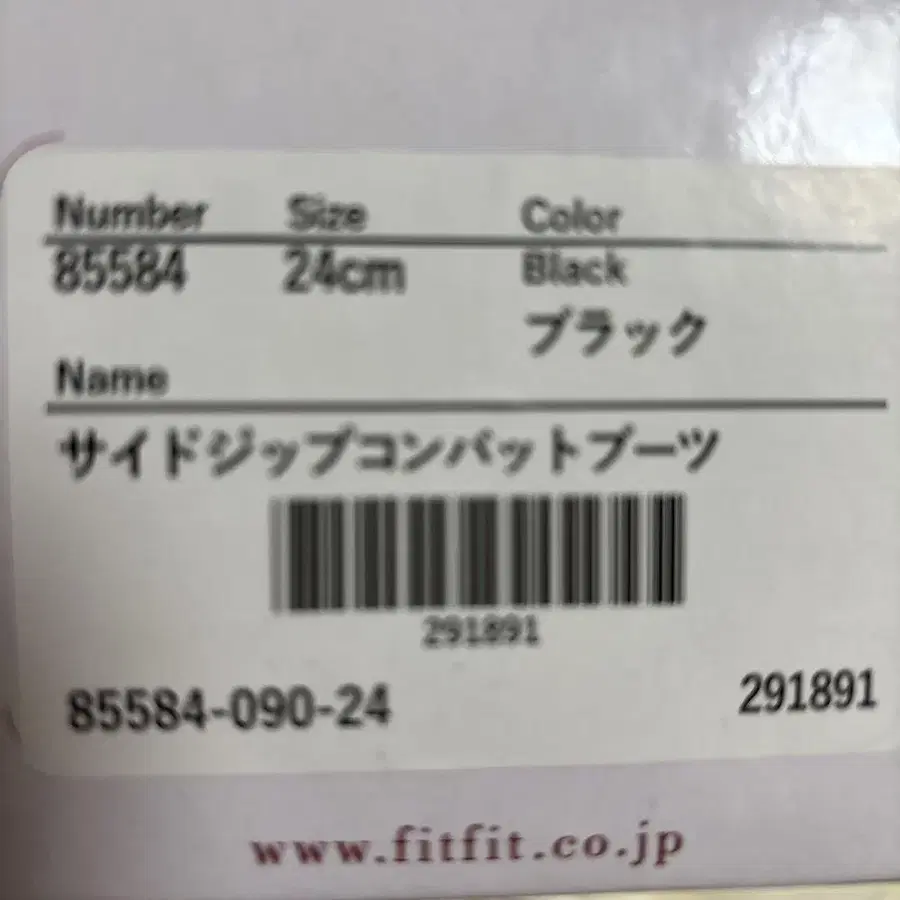 Number Size Color
85584 24cm Black
ブラック
Name
サイドジップコンバットブーツ
291891
85584-090-24 291891
www.fitfit.co.jp